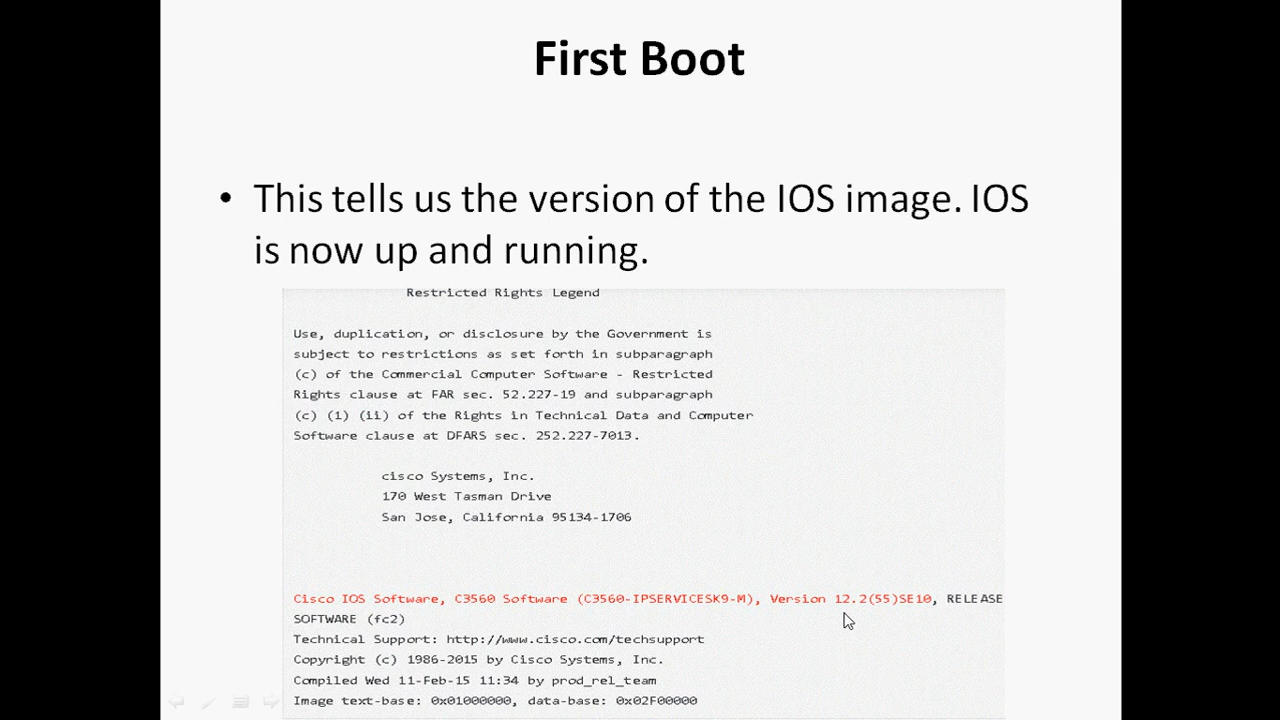 First Boot
• This tells us the version of the IOS image. IOS
is now up and running.
Restricted Rights Legend
Use, duplication, or disclosure by the Government is
subject to restrictions as set forth in subparagraph
(c) of the Commercial Computer Software - Restricted
Rights clause at FAR sec. 52.227-19 and subparagraph
(c) (1) (ii) of the Rights in Technical Data and Computer
Software clause at DFARS sec. 252.227-7013.
cisco Systems, Inc.
170 West Tasman Drive
San Jose, California 95134-1706
Cisco IOS Software, C3560 Software (C3560-IPSERVICESK9-M), Version 12.2(55)SE10, RELEASE
SOFTWARE (fc2)
Technical Support: http://www.cisco.com/techsupport
Copyright (c) 1986-2015 by Cisco Systems, Inc.
Compiled Wed 11-Feb-15 11:34 by prod_rel_team
Image text-base: 0x01000000, data-base: 0x02F00000